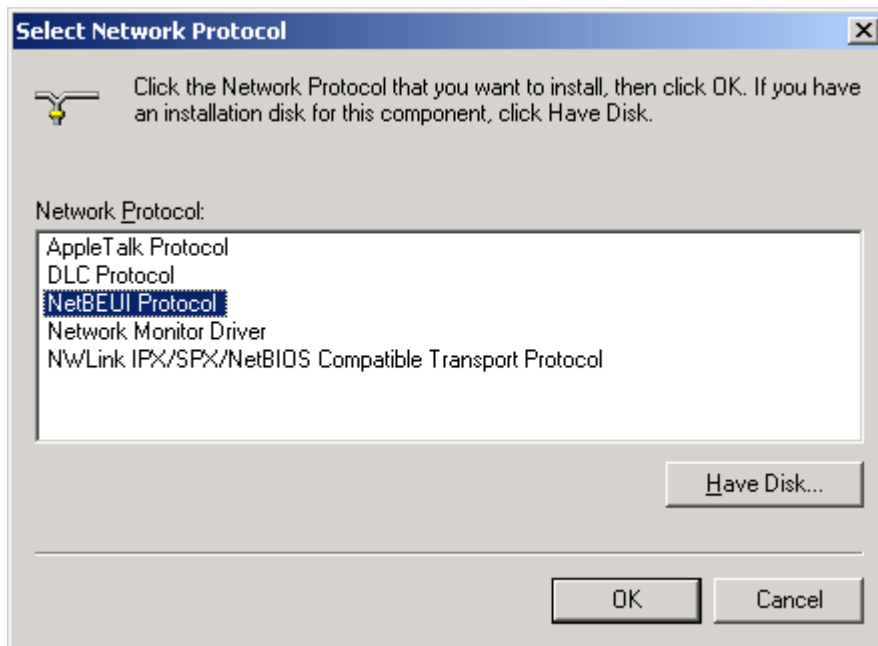 Select Network Protocol
Click the Network Protocol that you want to install, then click OK. If you have
an installation disk for this component, click Have Disk.
Network Protocol:
AppleTalk Protocol
DLC Protocol
NetBEUI Protocol
Network Monitor Driver
NWLink IPX/SPX/NetBIOS Compatible Transport Protocol
Have Disk...
OK
Cancel